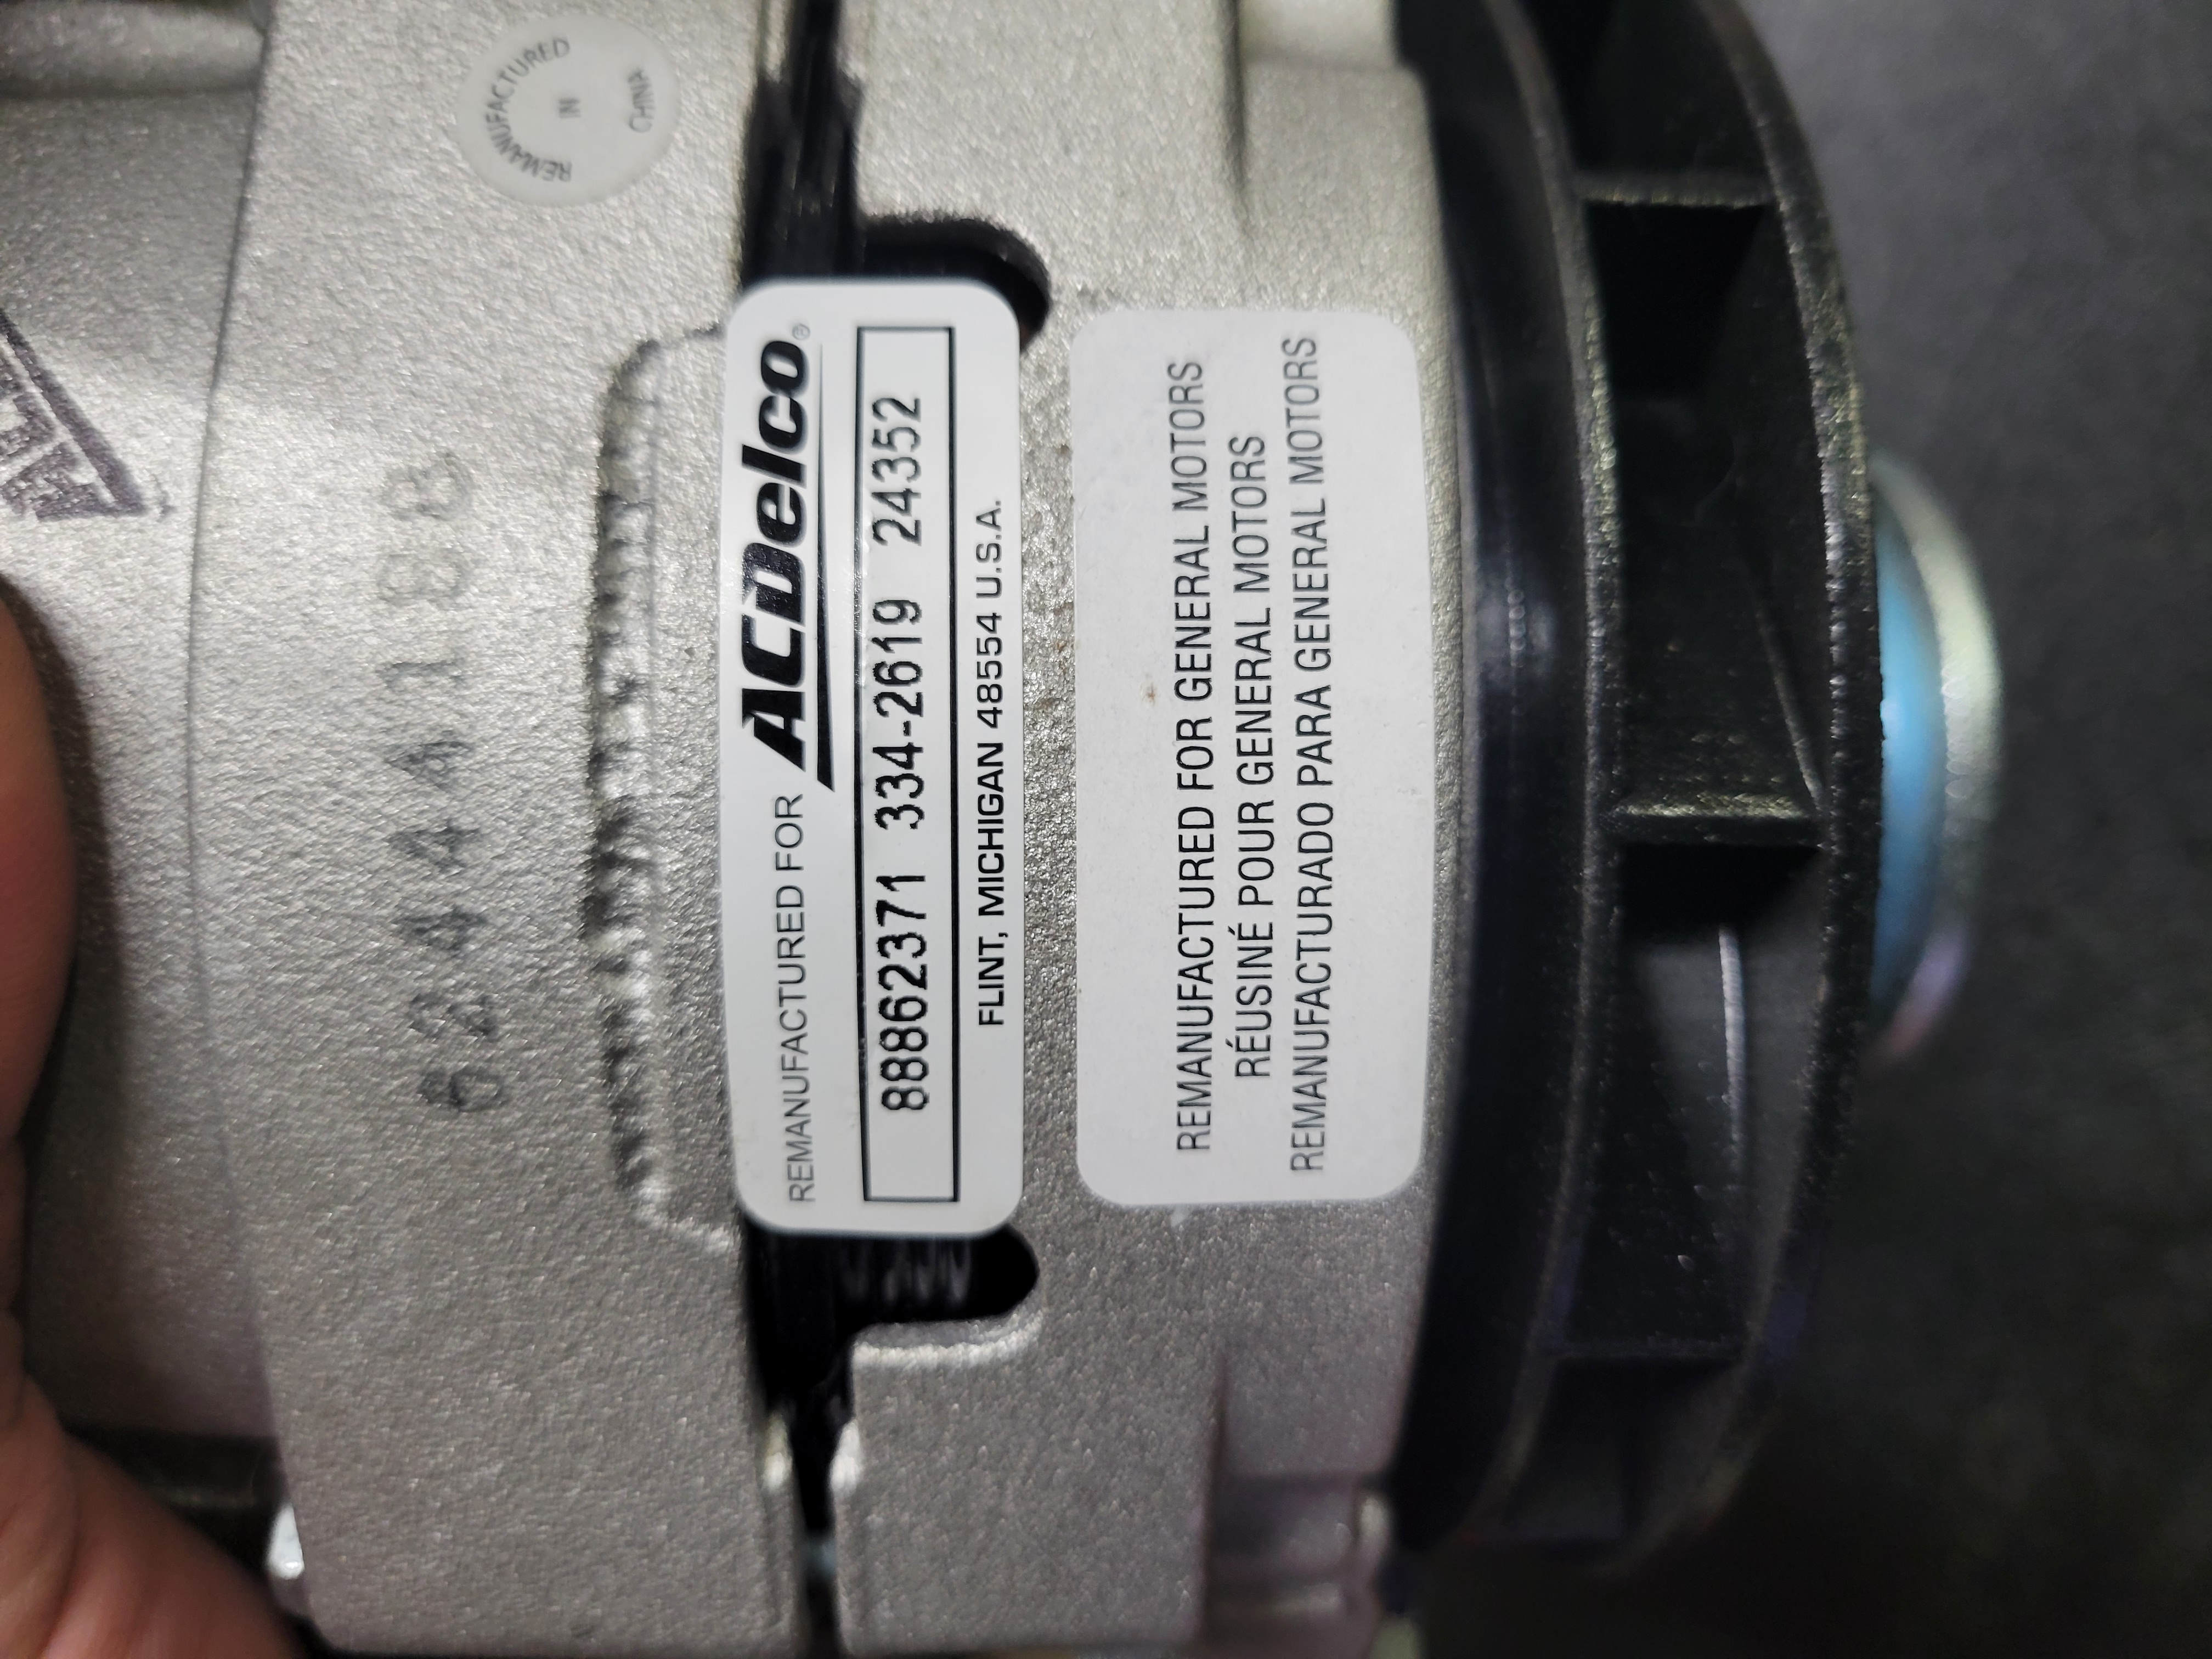 REMANUFACTURED
IN
CHINA
62444188
REMANUFACTURED FOR ACDelco®
88862371 334-2619 24352
FLINT, MICHIGAN 48554 U.S.A.
REMANUFACTURED FOR GENERAL MOTORS
RÉUSINÉ POUR GENERAL MOTORS
REMANUFACTURADO PARA GENERAL MOTORS